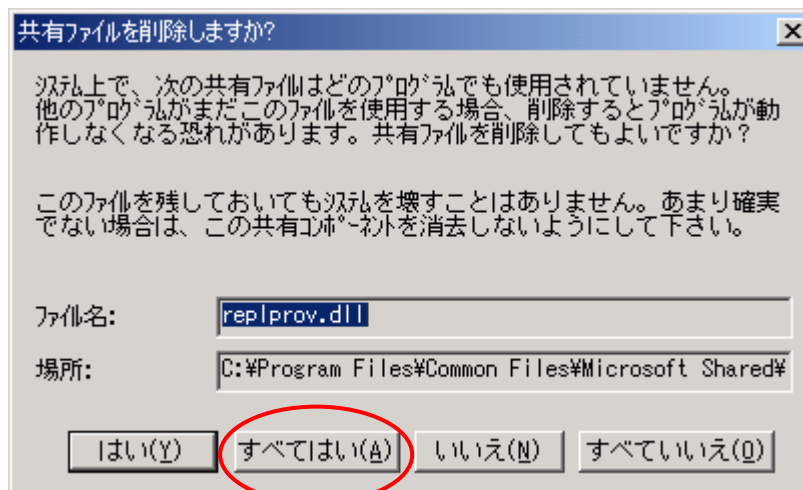 共有ファイルを削除しますか?
システム上で、次の共有ファイルはどのプログラムでも使用されていません。
他のプログラムがまだこのファイルを使用する場合、削除するとプログラムが動
作しなくなる恐れがあります。共有ファイルを削除してもよいですか?
このファイルを残しておいてもシステムを壊すことはありません。あまり確実
でない場合は、この共有コンポーネントを消去しないようにして下さい。
ファイル名: replprov.dll
場所: C:¥Program Files¥Common Files¥Microsoft Shared¥
はい(Y) すべてはい(A) いいえ(N) すべていいえ(O)